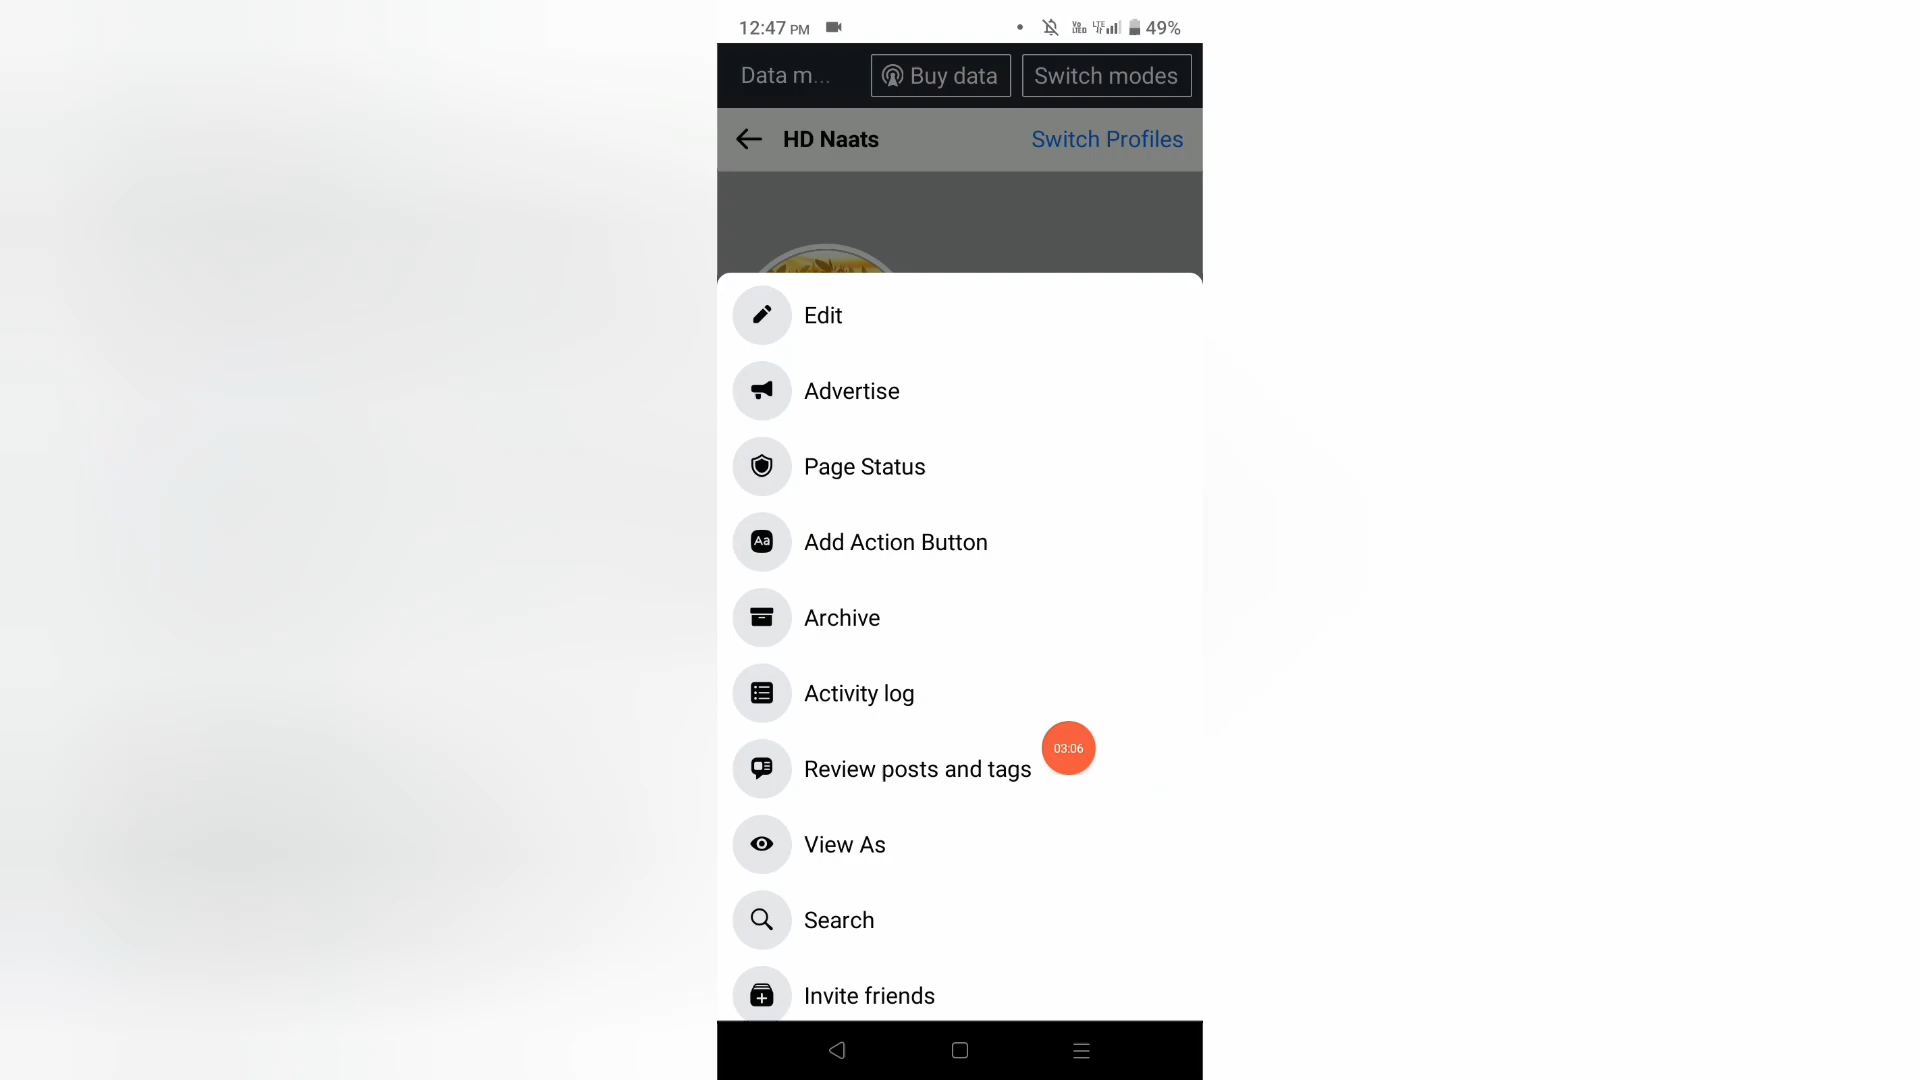 12:47 PM
49%
Data m...
Buy data
Switch modes
HD Naats
Switch Profiles
Edit
Advertise
Page Status
Aa
Add Action Button
Archive
Activity log
03:06
Review posts and tags
View As
Search
Invite friends